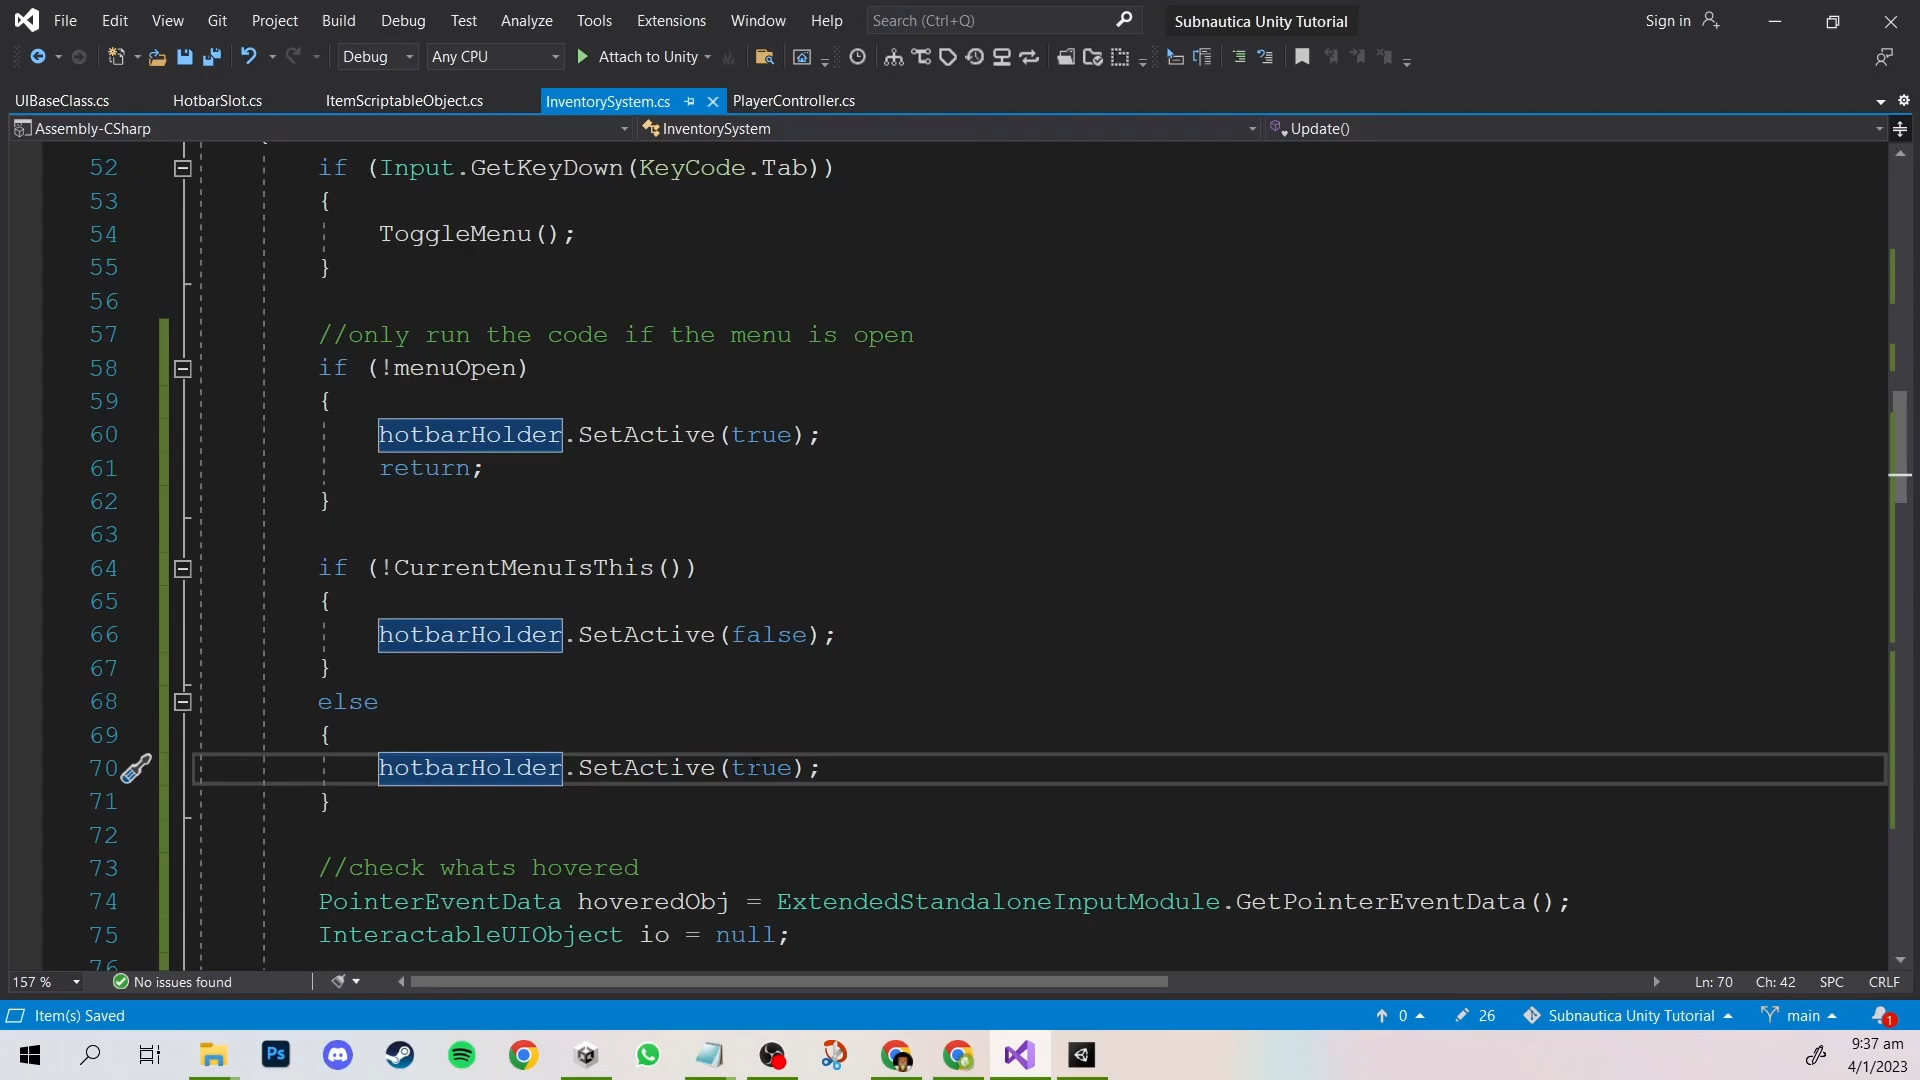 File Edit View Git Project Build Debug Test Analyze Tools Extensions Window Help Search (Ctrl+Q) Subnautica Unity Tutorial Sign in
Debug Any CPU Attach to Unity
UIBaseClass.cs HotbarSlot.cs ItemScriptableObject.cs InventorySystem.cs PlayerController.cs
Assembly-CSharp InventorySystem Update()
52 if (Input.GetKeyDown(KeyCode.Tab))
53 {
54 ToggleMenu();
55 }
56
57 //only run the code if the menu is open
58 if (!menuOpen)
59 {
60 hotbarHolder.SetActive(true);
61 return;
62 }
63
64 if (!CurrentMenuIsThis())
65 {
66 hotbarHolder.SetActive(false);
67 }
68 else
69 {
70 hotbarHolder.SetActive(true);
71 }
72
73 //check whats hovered
74 PointerEventData hoveredObj = ExtendedStandaloneInputModule.GetPointerEventData();
75 InteractableUIObject io = null;
76
157 % No issues found Ln: 70 Ch: 42 SPC CRLF
Item(s) Saved 0 26 Subnautica Unity Tutorial main 1
Ps 9:37 am
4/1/2023